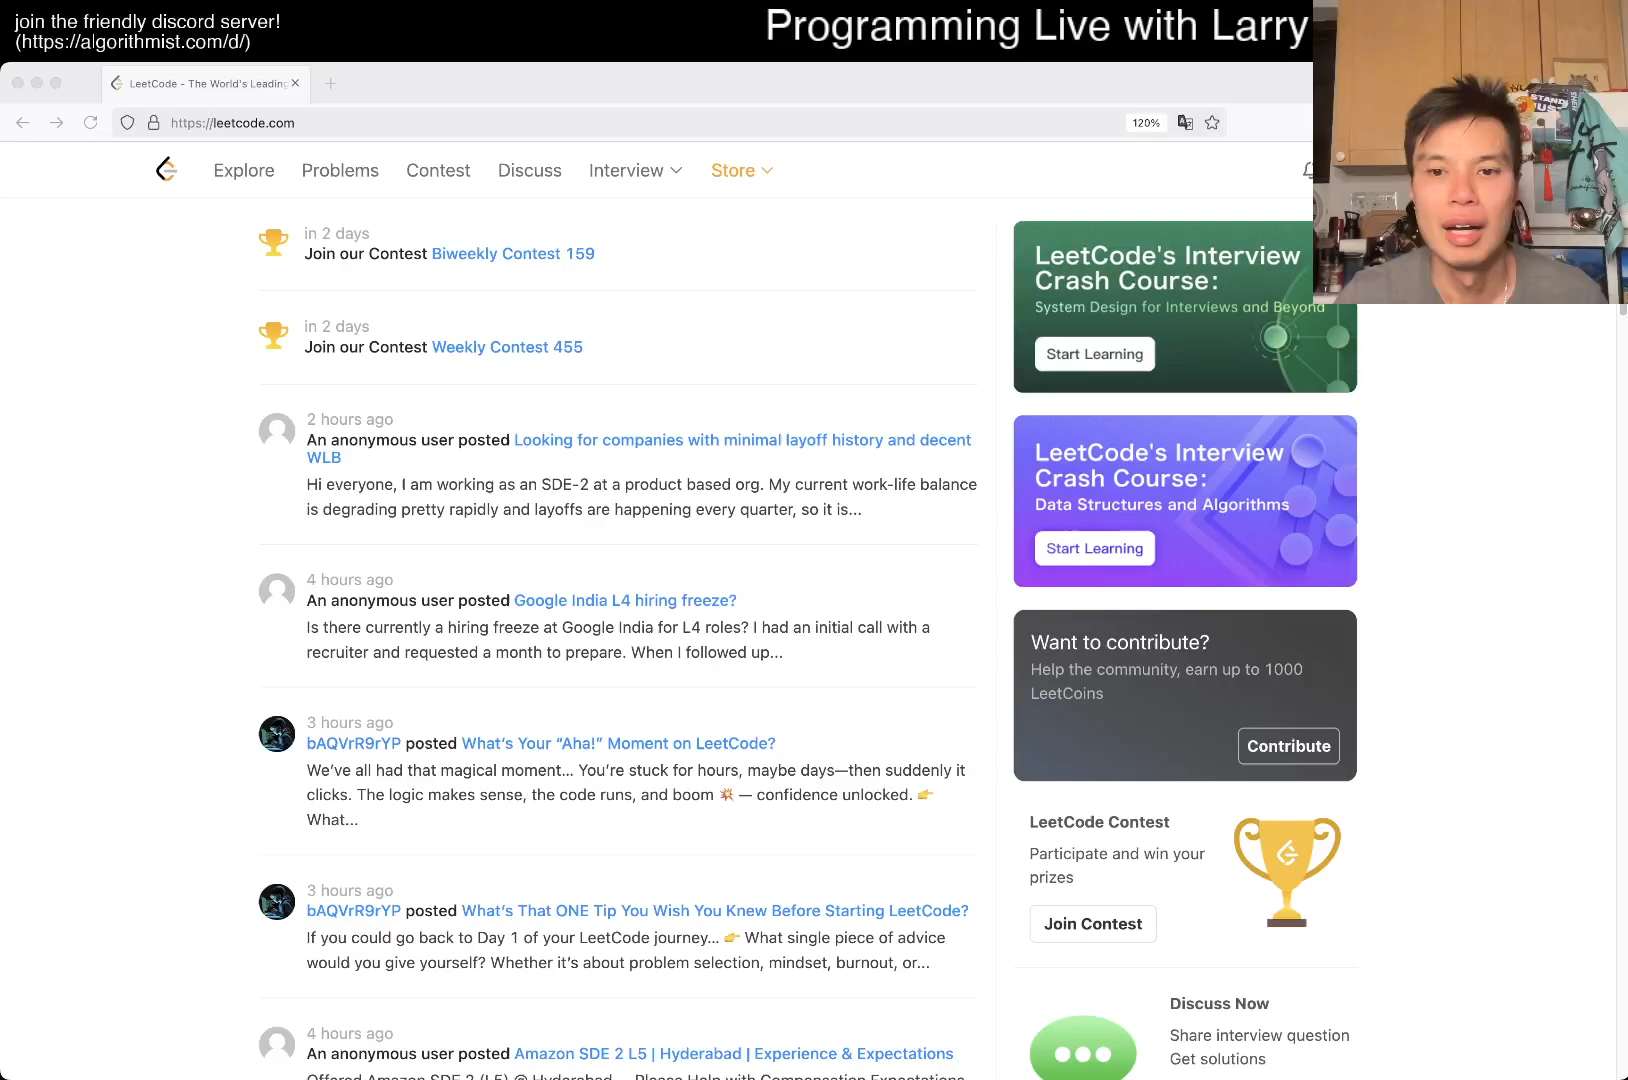 join the friendly discord server!
(https://algorithmist.com/d/)
Programming Live with Larry
LeetCode - The World's Leading
https://leetcode.com
120%
Explore
Problems
Contest
Discuss
Interview
Store
in 2 days
Join our Contest Biweekly Contest 159
in 2 days
Join our Contest Weekly Contest 455
2 hours ago
An anonymous user posted Looking for companies with minimal layoff history and decent
WLB
Hi everyone, I am working as an SDE-2 at a product based org. My current work-life balance
is degrading pretty rapidly and layoffs are happening every quarter, so it is...
4 hours ago
An anonymous user posted Google India L4 hiring freeze?
Is there currently a hiring freeze at Google India for L4 roles? I had an initial call with a
recruiter and requested a month to prepare. When I followed up...
3 hours ago
bAQVrR9rYP posted What's Your “Aha!” Moment on LeetCode?
We’ve all had that magical moment... You’re stuck for hours, maybe days—then suddenly it
clicks. The logic makes sense, the code runs, and boom 💥 — confidence unlocked. 👉
What...
3 hours ago
bAQVrR9rYP posted What's That ONE Tip You Wish You Knew Before Starting LeetCode?
If you could go back to Day 1 of your LeetCode journey... 👉 What single piece of advice
would you give yourself? Whether it’s about problem selection, mindset, burnout, or...
4 hours ago
An anonymous user posted Amazon SDE 2 L5 | Hyderabad | Experience & Expectations
Offered Amazon SDE 2 (L5) @ Hyderabad Please Help with Compensation Expectations
LeetCode's Interview
Crash Course:
System Design for Interviews and Beyond
Start Learning
LeetCode's Interview
Crash Course:
Data Structures and Algorithms
Start Learning
Want to contribute?
Help the community, earn up to 1000
LeetCoins
Contribute
LeetCode Contest
Participate and win your
prizes
Join Contest
Discuss Now
Share interview question
Get solutions
STAND